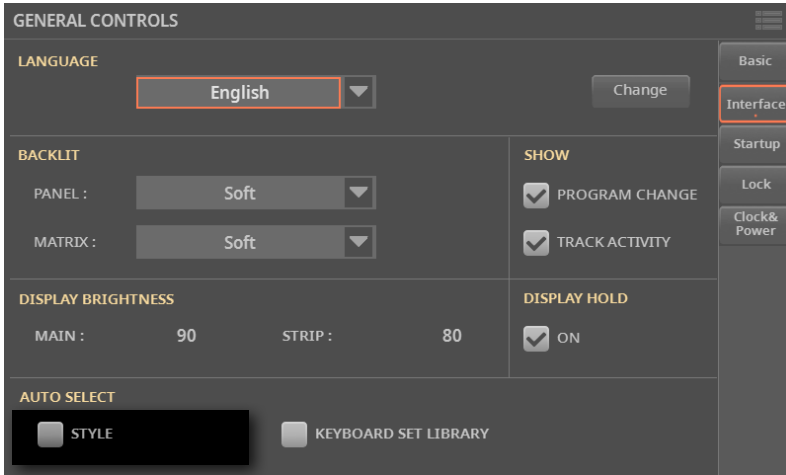 GENERAL CONTROLS
LANGUAGE
English
Change
BACKLIT
PANEL :
Soft
MATRIX :
Soft
SHOW
PROGRAM CHANGE
TRACK ACTIVITY
DISPLAY BRIGHTNESS
MAIN :
90
STRIP :
80
DISPLAY HOLD
ON
AUTO SELECT
STYLE
KEYBOARD SET LIBRARY
Basic
Interface
Startup
Lock
Clock&
Power